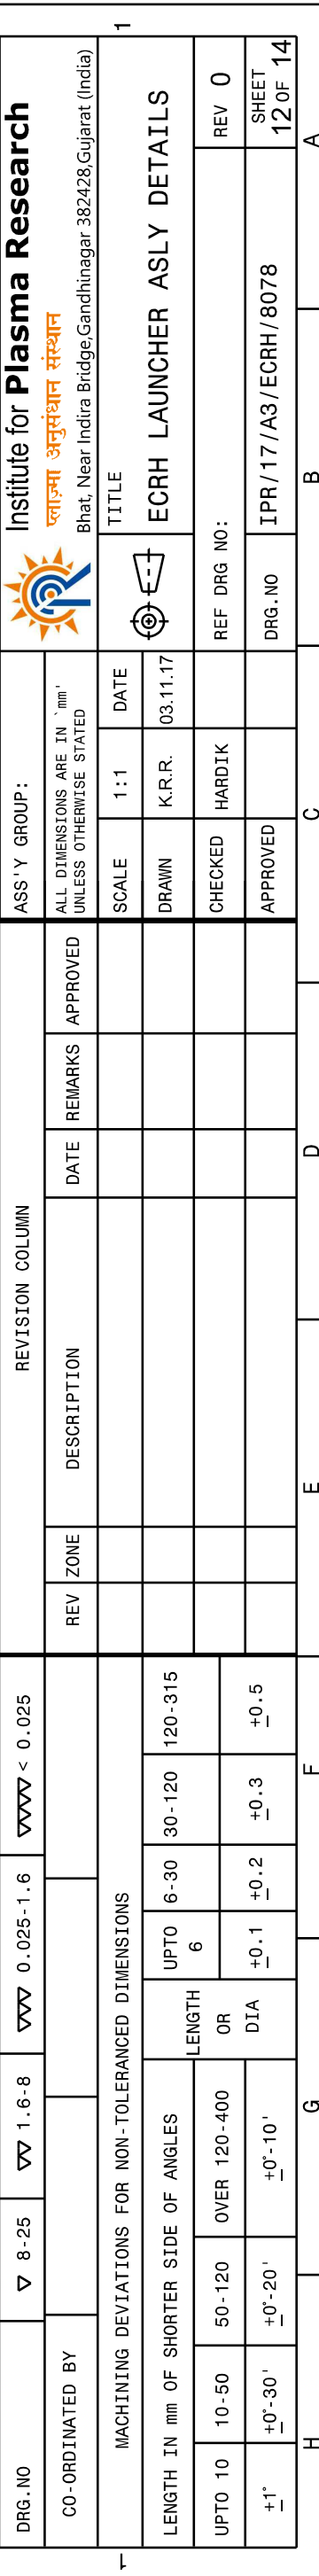 DRG.NO
▽ 8-25
▽▽ 1.6-8
▽▽▽ 0.025-1.6
▽▽▽▽ < 0.025
CO-ORDINATED BY
MACHINING DEVIATIONS FOR NON-TOLERANCED DIMENSIONS
LENGTH IN mm OF SHORTER SIDE OF ANGLES
LENGTH OR DIA
UPTO 6
6-30
30-120
120-315
UPTO 10
10-50
50-120
OVER 120-400
±1°
±0°-30'
±0°-20'
±0°-10'
±0.1
±0.2
±0.3
±0.5
REVISION COLUMN
REV
ZONE
DESCRIPTION
DATE
REMARKS
APPROVED
ASS'Y GROUP:
ALL DIMENSIONS ARE IN `mm'
UNLESS OTHERWISE STATED
SCALE
1:1
DATE
DRAWN
K.R.R.
03.11.17
CHECKED
HARDIK
APPROVED
Institute for Plasma Research
प्लाज़्मा अनुसंधान संस्थान
Bhat, Near Indira Bridge,Gandhinagar 382428,Gujarat (India)
TITLE
ECRH LAUNCHER ASLY DETAILS
REF DRG NO:
REV 0
DRG.NO
IPR/17/A3/ECRH/8078
SHEET
12 OF 14
1
H
G
F
E
D
C
B
A